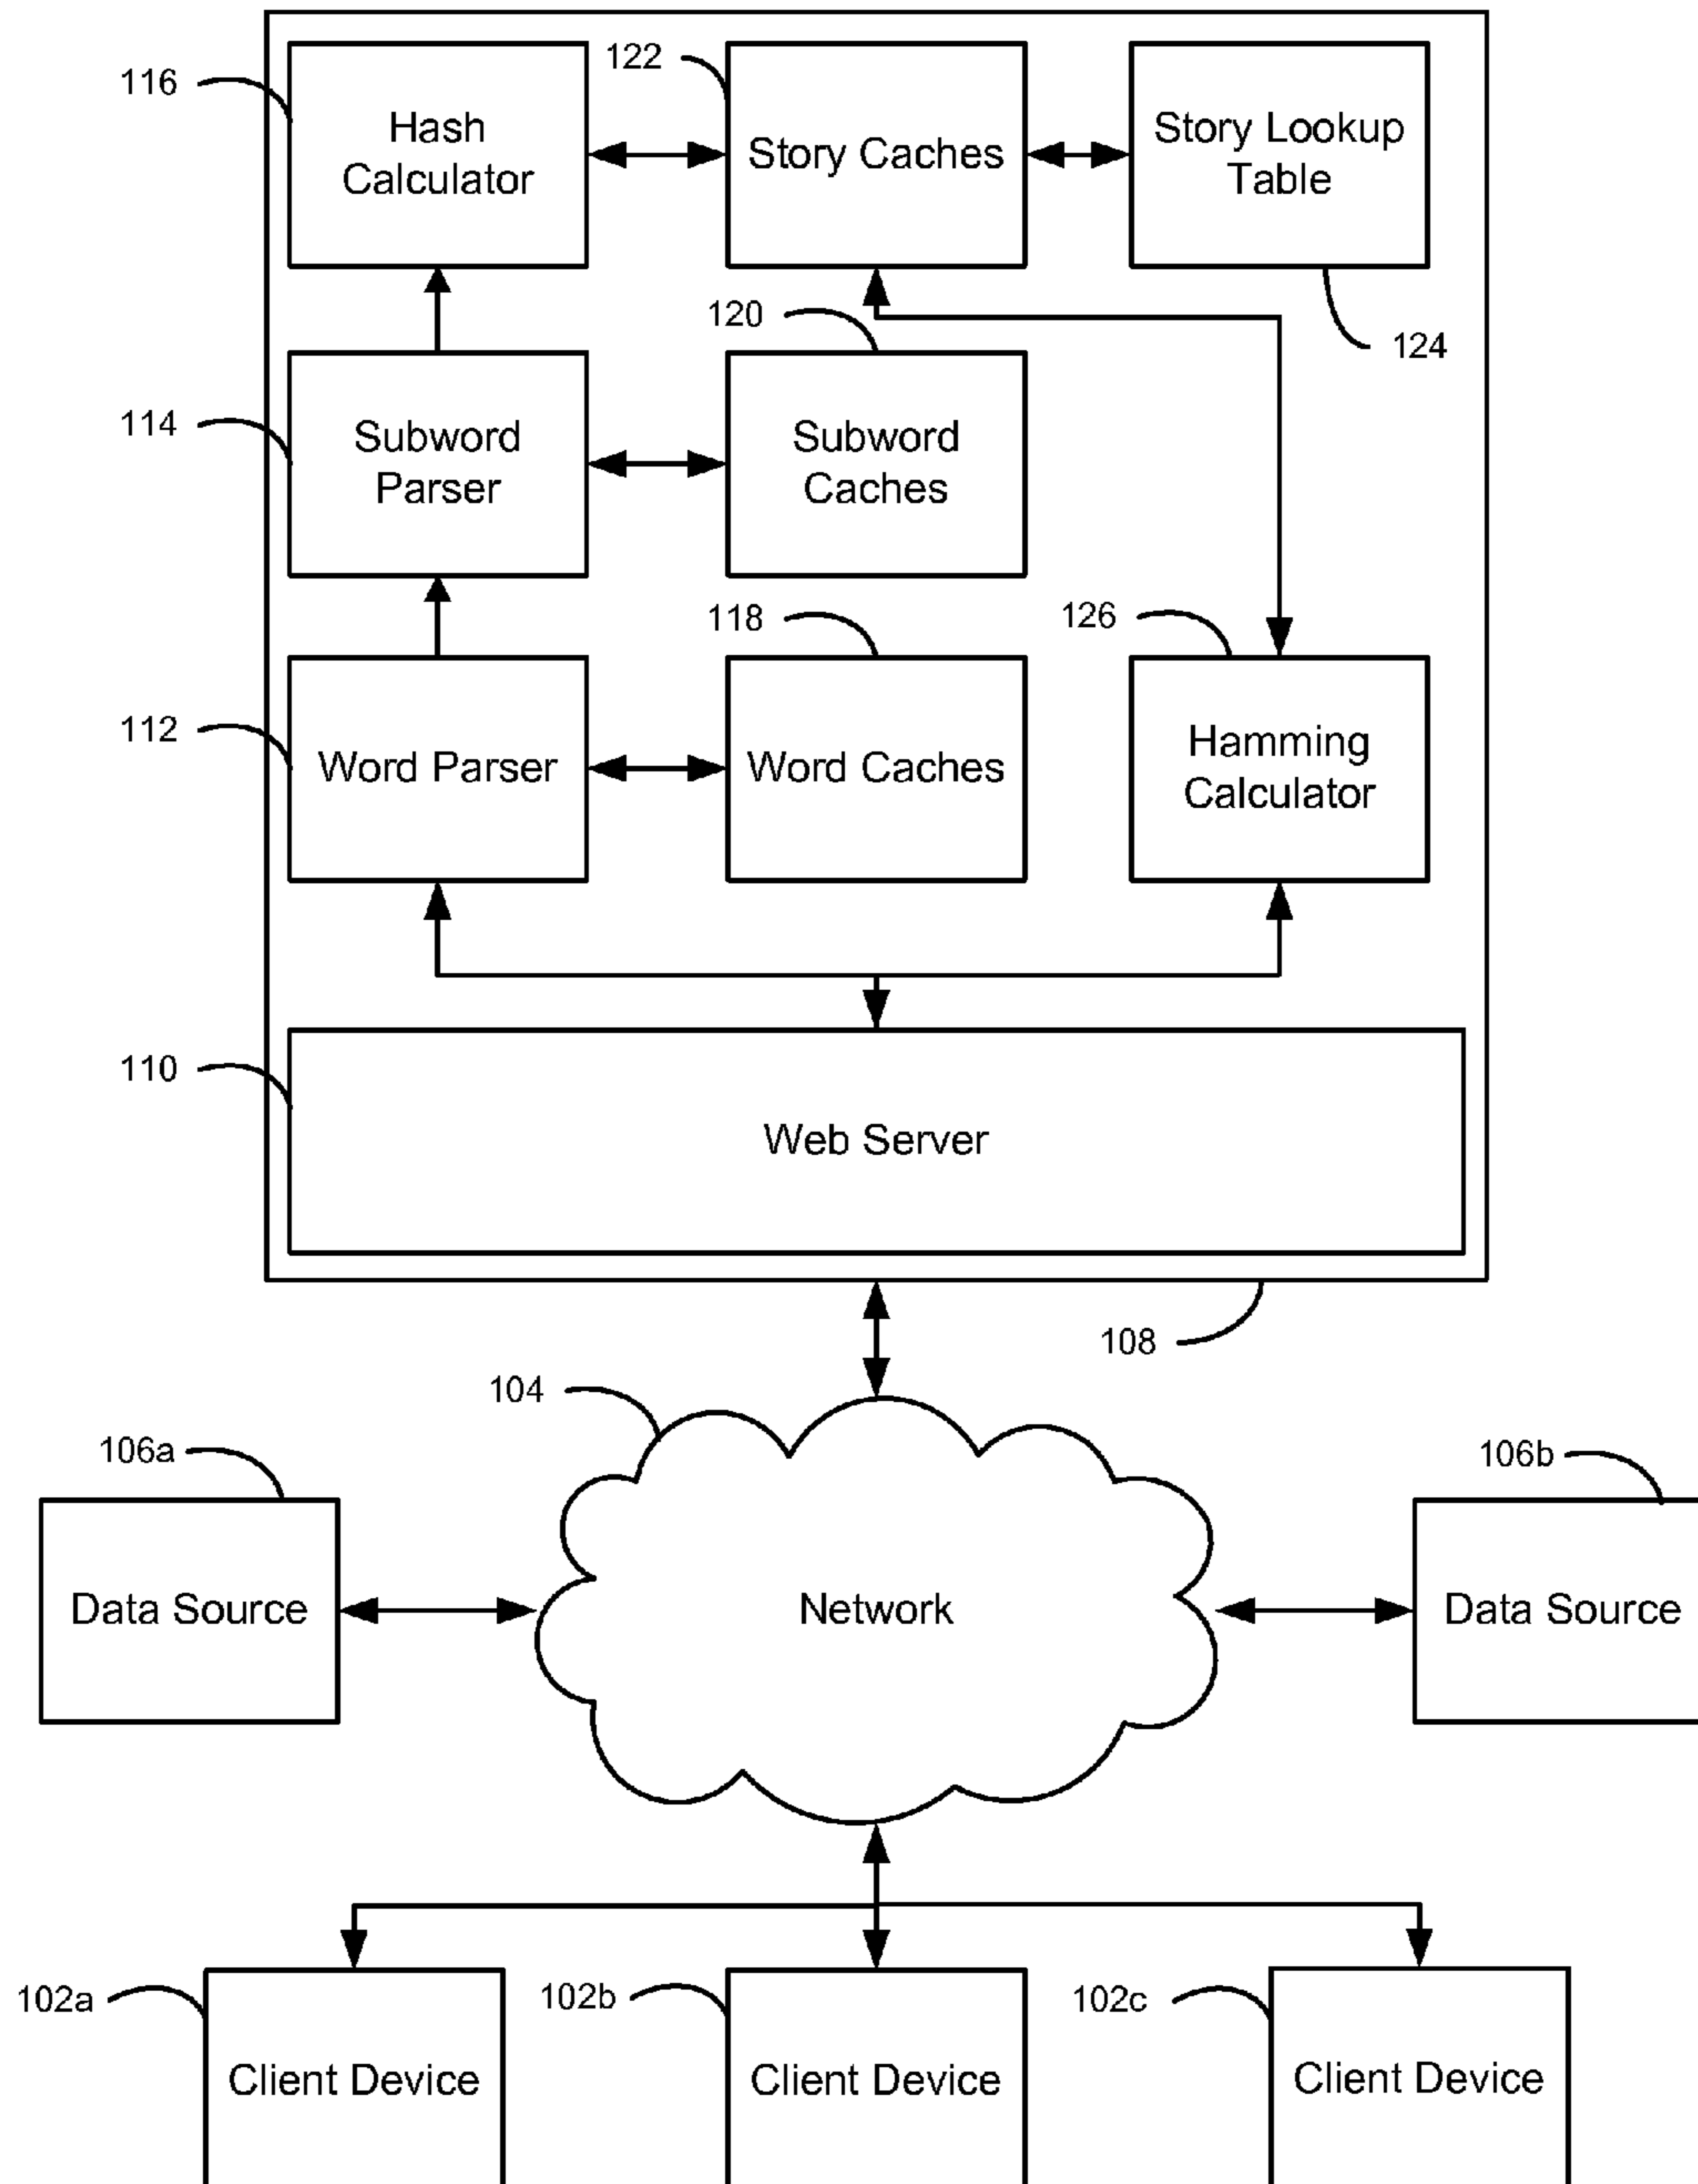 116
Hash
Calculator
122
Story Caches
Story Lookup
Table
124
114
Subword
Parser
120
Subword
Caches
112
Word Parser
118
Word Caches
126
Hamming
Calculator
110
Web Server
108
104
Network
106a
Data Source
106b
Data Source
102a
Client Device
102b
Client Device
102c
Client Device